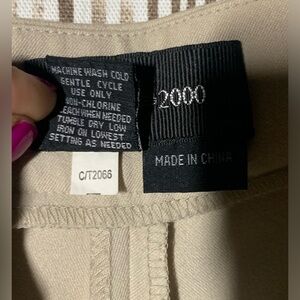 MACHINE WASH COLD
GENTLE CYCLE
USE ONLY
NON-CHLORINE
BLEACH WHEN NEEDED
TUMBLE DRY LOW
IRON ON LOWEST
SETTING AS NEEDED
C/T2066
-2000
MADE IN CHINA